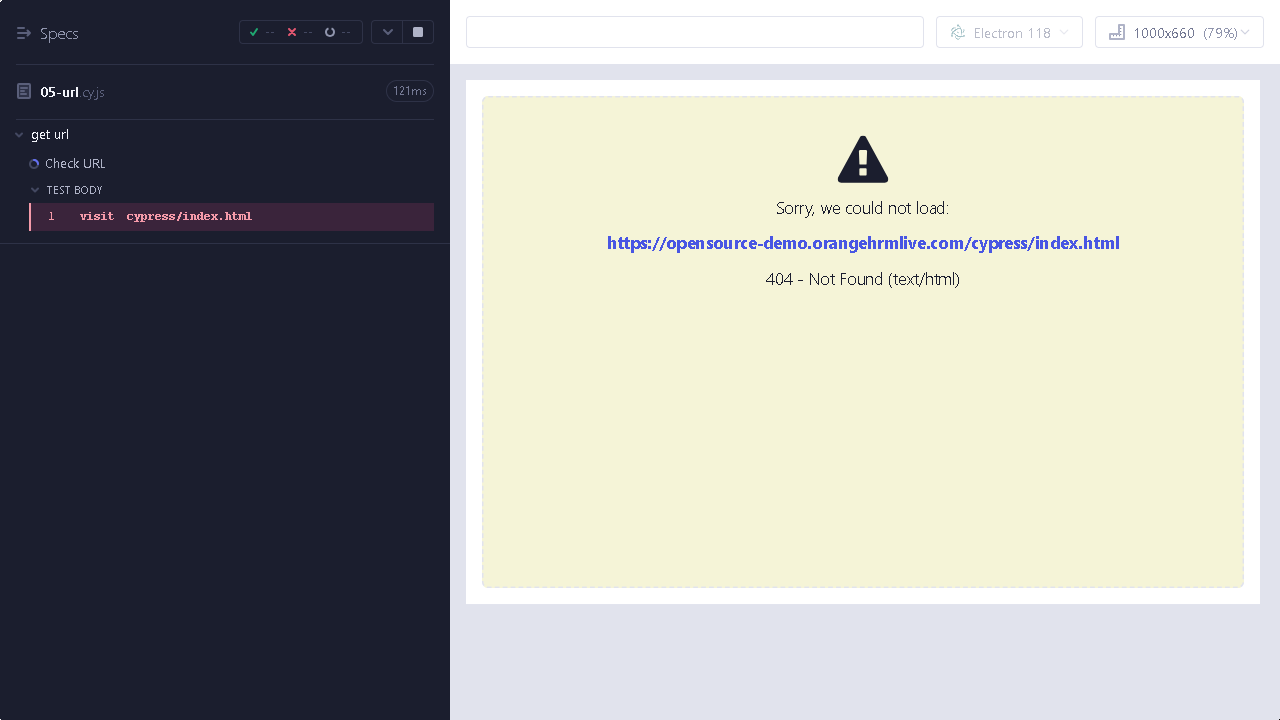 Specs
-- -- --
05-url.cy.js
121ms
get url
Check URL
TEST BODY
1 visit cypress/index.html
Electron 118
1000x660 (79%)
Sorry, we could not load:
https://opensource-demo.orangehrmlive.com/cypress/index.html
404 - Not Found (text/html)